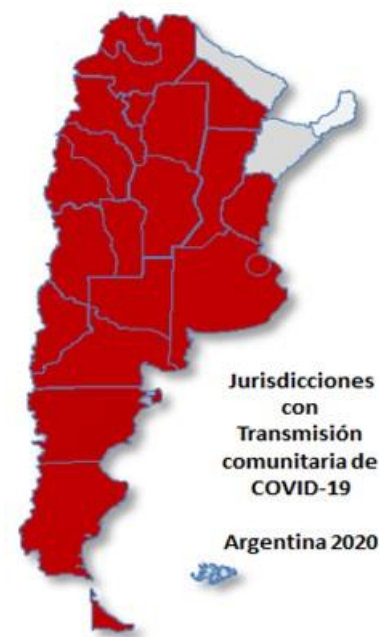 Jurisdicciones
con
Transmisión
comunitaria de
COVID-19
Argentina 2020